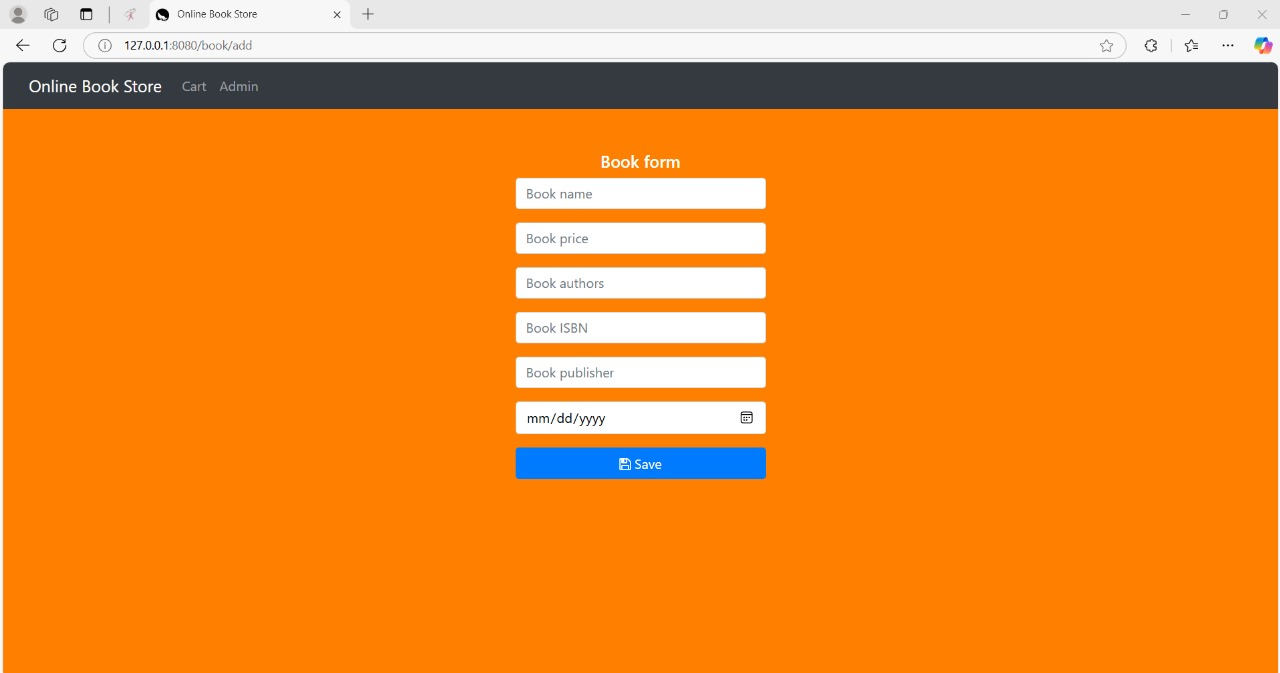 Online Book Store
127.0.0.1:8080/book/add
Online Book Store Cart Admin
Book form
Book name
Book price
Book authors
Book ISBN
Book publisher
mm/dd/yyyy
Save